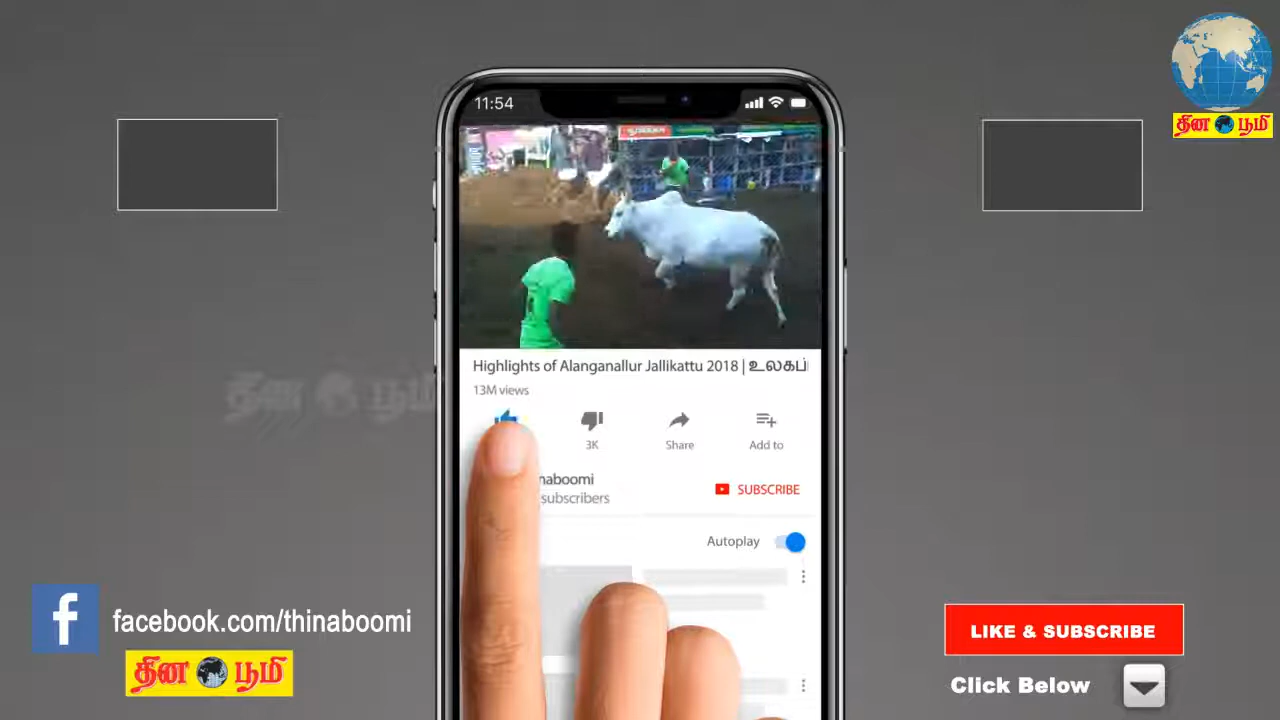 தின பூமி
11:54
Highlights of Alanganallur Jallikattu 2018 | உலகப்
13M views
3K
Share
Add to
naboomi
SUBSCRIBE
subscribers
Autoplay
தின பூமி
facebook.com/thinaboomi
தின பூமி
LIKE & SUBSCRIBE
Click Below